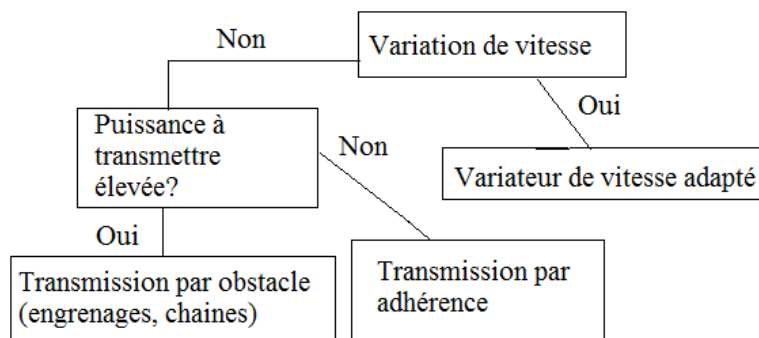 Non
Variation de vitesse
Oui
Puissance à
transmettre
élevée?
Non
Variateur de vitesse adapté
Oui
Transmission par obstacle
(engrenages, chaines)
Transmission par
adhérence